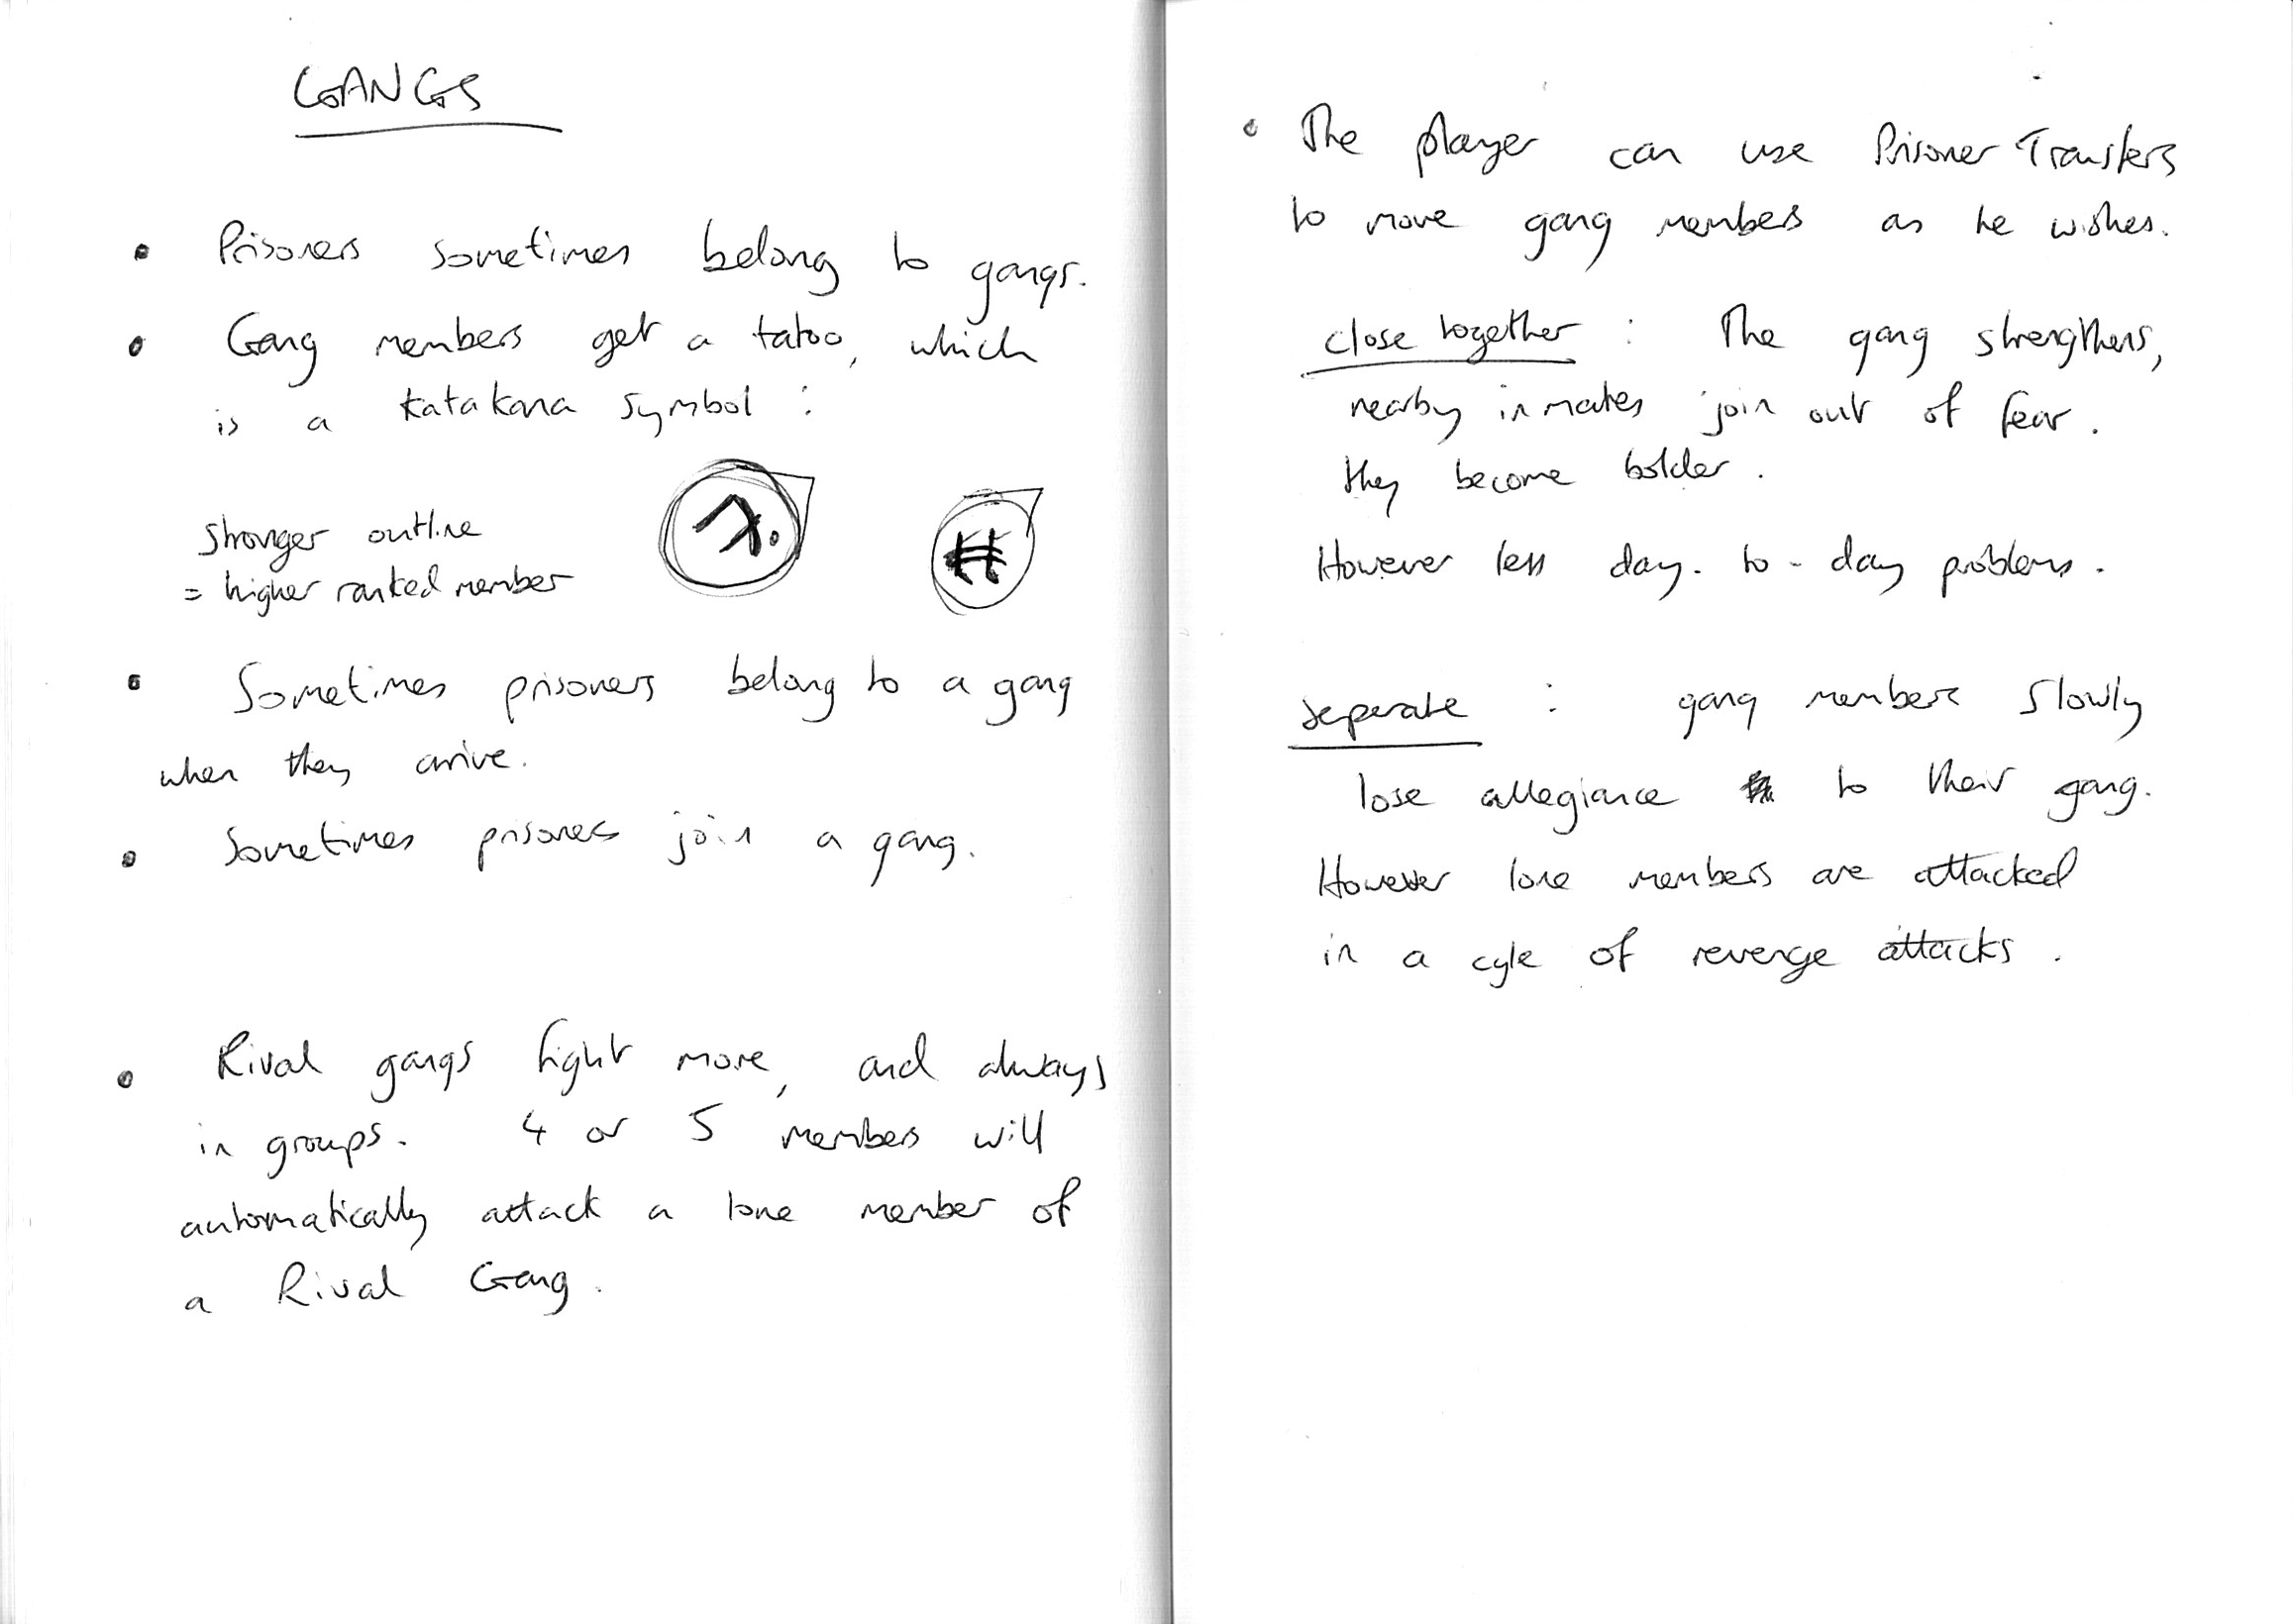 GANGS
• Prisoners sometimes belong to gangs.
• Gang members get a tatoo, which
is a katakana symbol :
stronger outline
= higher ranked member
• Sometimes prisoners belong to a gang
when they arrive.
• Sometimes prisoners join a gang.
• Rival gangs fight more, and always
in groups. 4 or 5 members will
automatically attack a lone member of
a Rival Gang.
• The player can use Prisoner Transfers
to move gang members as he wishes.
close together : The gang strengthens,
nearby inmates join out of fear.
they become bolder.
However less day-to-day problems.
seperate : gang members slowly
lose allegiance to their gang.
However lone members are attacked
in a cyle of revenge attacks.